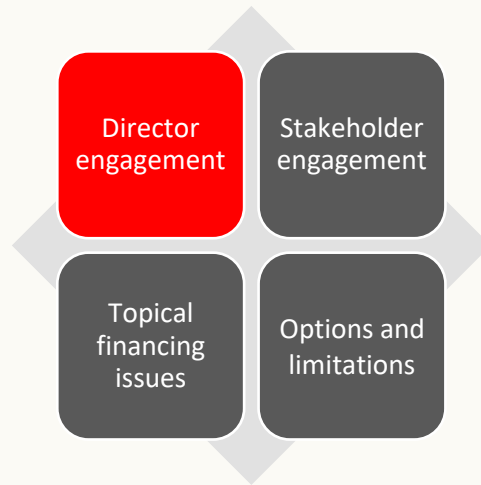 Director
engagement
Stakeholder
engagement
Topical
financing
issues
Options and
limitations